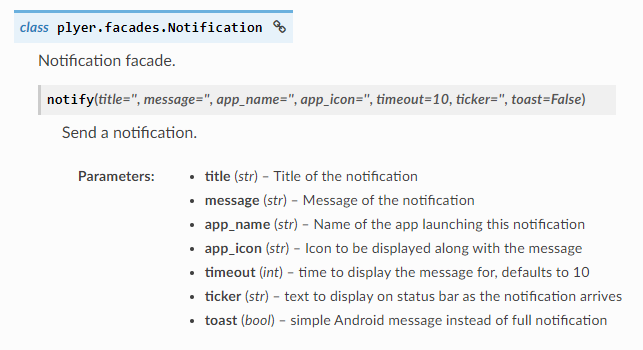 class plyer.facades.Notification
Notification facade.
notify(title='', message='', app_name='', app_icon='', timeout=10, ticker='', toast=False)
Send a notification.
Parameters:
• title (str) – Title of the notification
• message (str) – Message of the notification
• app_name (str) – Name of the app launching this notification
• app_icon (str) – Icon to be displayed along with the message
• timeout (int) – time to display the message for, defaults to 10
• ticker (str) – text to display on status bar as the notification arrives
• toast (bool) – simple Android message instead of full notification